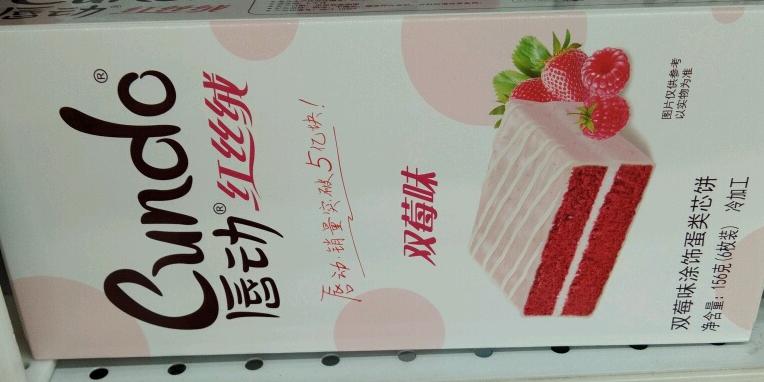 Cundo®
唇动®红丝绒
唇动·销量突破5亿块！
双莓味
图片仅供参考
以实物为准
双莓味涂饰蛋类芯饼
净含量：156克(6枚装) 冷加工